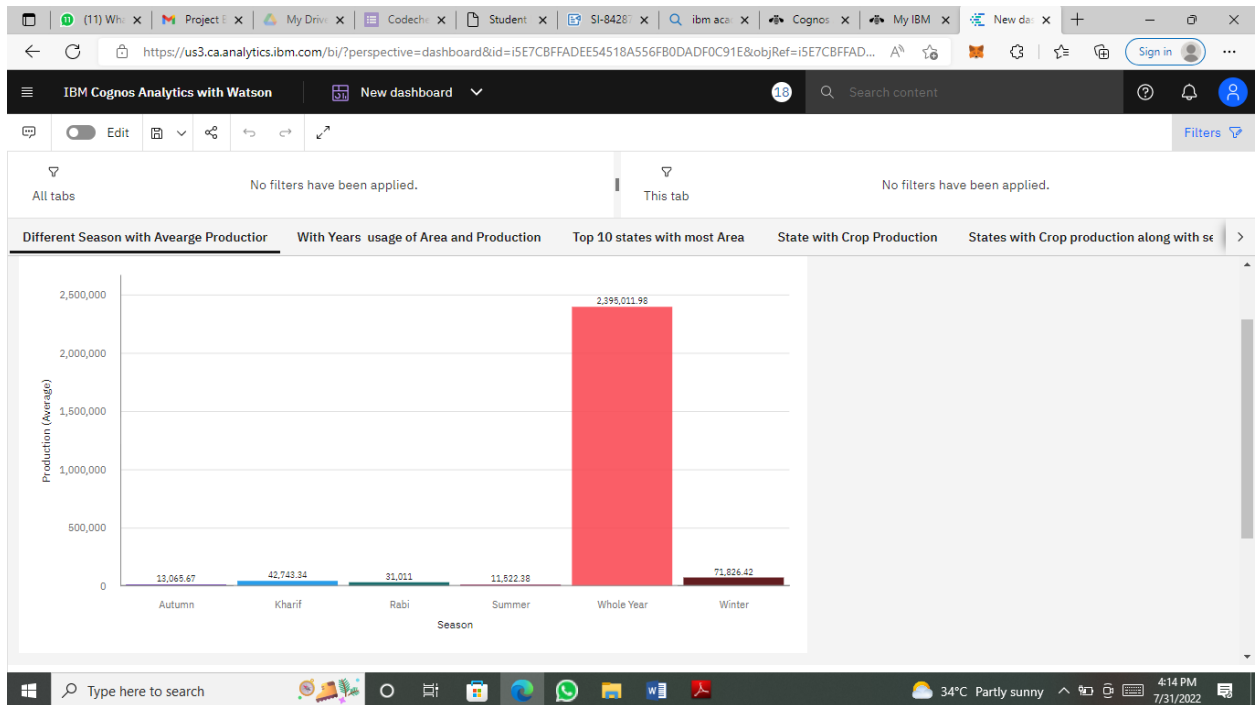 (11) Wha
Project E
My Drive
Codeche
Student
SI-84287
ibm aca
Cognos
My IBM
New das
https://us3.ca.analytics.ibm.com/bi/?perspective=dashboard&id=i5E7CBFFADEE54518A556FB0DADF0C91E&objRef=i5E7CBFFAD...
Sign in
IBM Cognos Analytics with Watson
New dashboard
18
Search content
Edit
Filters
All tabs
No filters have been applied.
This tab
No filters have been applied.
Different Season with Avearge Production
With Years usage of Area and Production
Top 10 states with most Area
State with Crop Production
States with Crop production along with se
Production (Average)
2,500,000
2,000,000
1,500,000
1,000,000
500,000
0
13,065.67
42,743.34
31,011
11,522.38
2,395,011.98
71,826.42
Autumn
Kharif
Rabi
Summer
Whole Year
Winter
Season
Type here to search
34°C Partly sunny
4:14 PM
7/31/2022